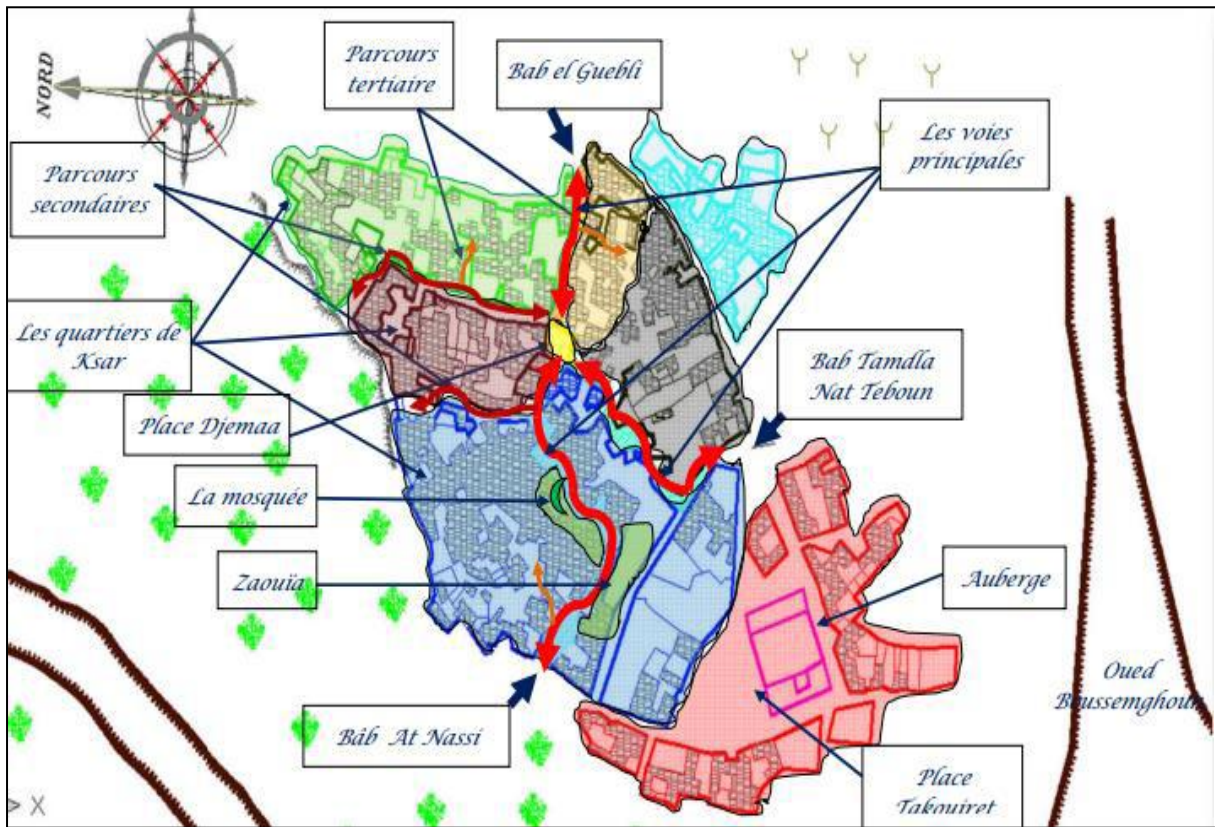 NORD
Parcours
tertiaire
Bab el Guebli
Les voies
principales
Parcours
secondaires
Les quartiers de
Ksar
Bab Tamdla
Nat Teboun
Place Djemaa
La mosquée
Zaouïa
Auberge
Oued
Boussemghoun
Bâb At Nassi
Place
Takouiret
X